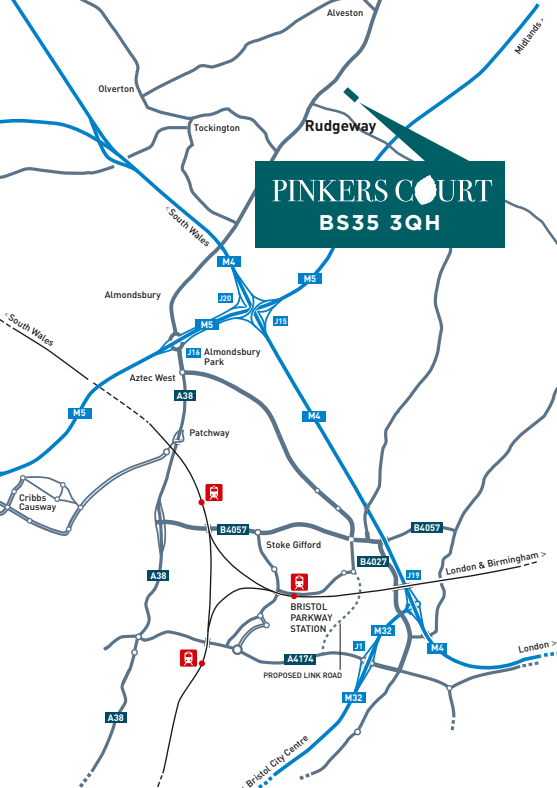 Alveston
Midlands >
Olverton
Tockington
Rudgeway
PINKERS COURT
BS35 3QH
< South Wales
M4
M5
J20
Almondsbury
< South Wales
M5
J15
J16
Almondsbury
Park
Aztec West
A38
M5
M4
Patchway
Cribbs
Causway
B4057
B4057
Stoke Gifford
B4027
London & Birmingham >
A38
J19
BRISTOL
PARKWAY
STATION
M32
J1
M4
London >
A4174
PROPOSED LINK ROAD
M32
A38
< Bristol City Centre